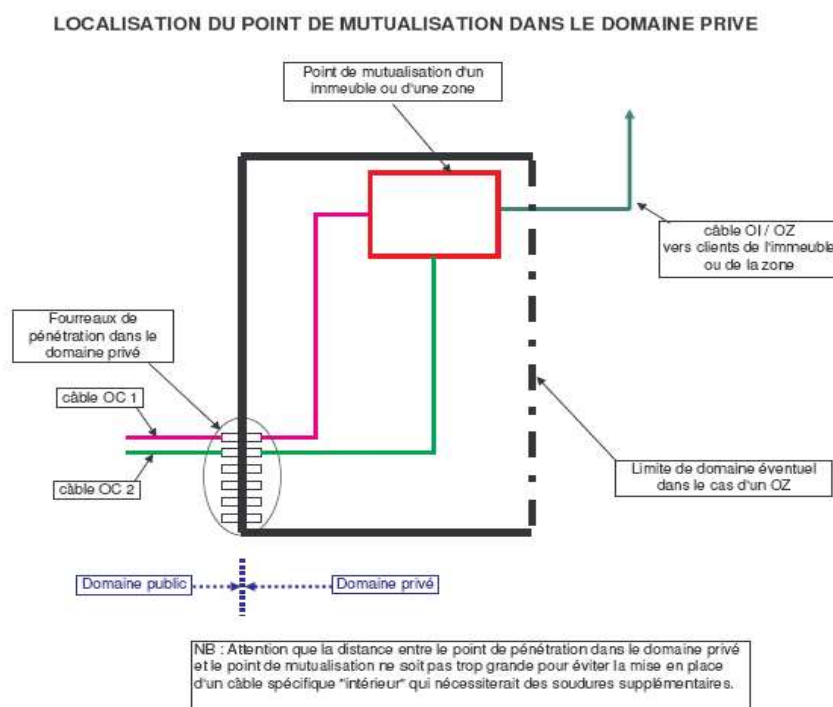 LOCALISATION DU POINT DE MUTUALISATION DANS LE DOMAINE PRIVE
Point de mutualisation d'un
immeuble ou d'une zone
câble OI / OZ
vers clients de l'immeuble
ou de la zone
Fourreaux de
pénétration dans le
domaine privé
câble OC 1
câble OC 2
Limite de domaine éventuel
dans le cas d'un OZ
Domaine public
Domaine privé
NB : Attention que la distance entre le point de pénétration dans le domaine privé
et le point de mutualisation ne soit pas trop grande pour éviter la mise en place
d'un câble spécifique "intérieur" qui nécessiterait des soudures supplémentaires.